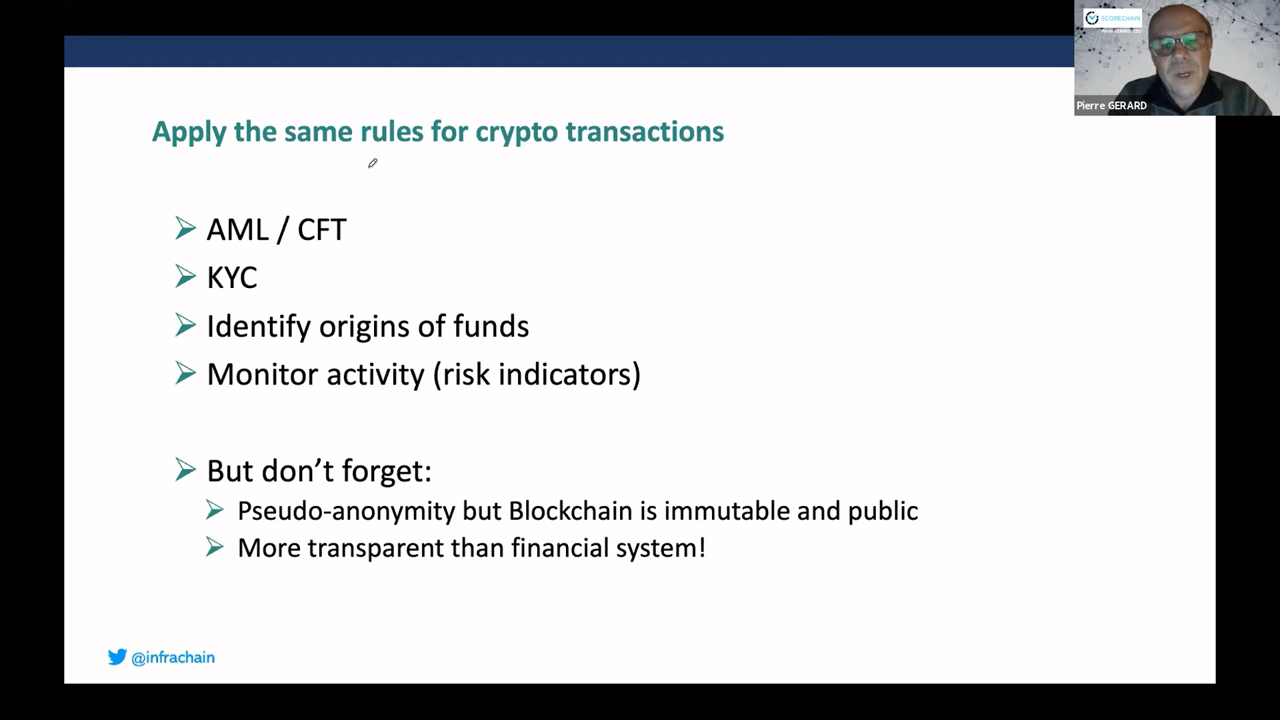 SCORECHAIN
Pierre GERARD
Apply the same rules for crypto transactions
AML / CFT
KYC
Identify origins of funds
Monitor activity (risk indicators)
But don't forget:
Pseudo-anonymity but Blockchain is immutable and public
More transparent than financial system!
@infrachain